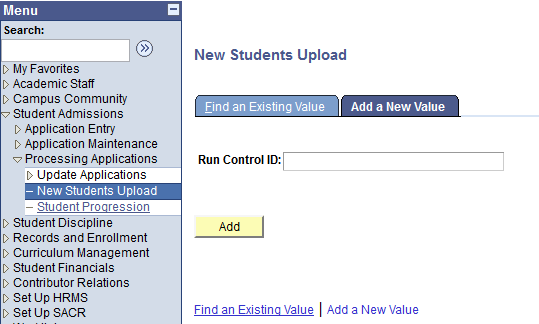 Menu
Search:
My Favorites
Academic Staff
Campus Community
Student Admissions
Application Entry
Application Maintenance
Processing Applications
Update Applications
New Students Upload
Student Progression
Student Discipline
Records and Enrollment
Curriculum Management
Student Financials
Contributor Relations
Set Up HRMS
Set Up SACR
New Students Upload
Find an Existing Value
Add a New Value
Run Control ID:
Add
Find an Existing Value | Add a New Value